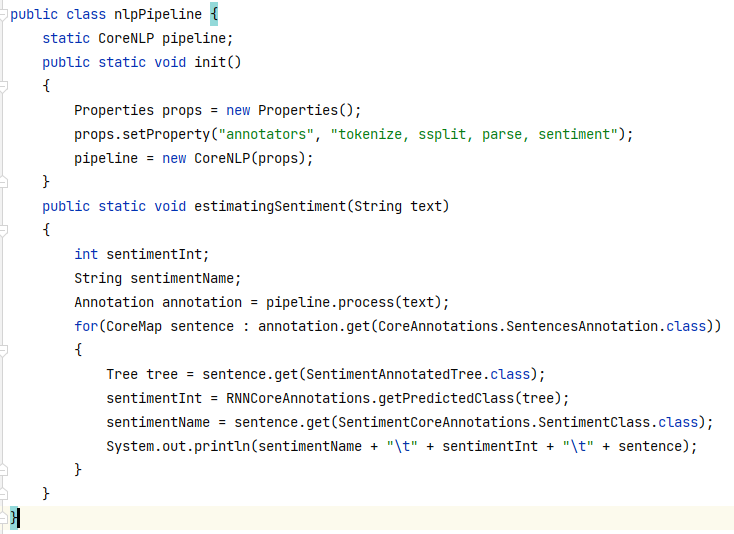 public class nlpPipeline {
    static CoreNLP pipeline;
    public static void init()
    {
        Properties props = new Properties();
        props.setProperty("annotators", "tokenize, ssplit, parse, sentiment");
        pipeline = new CoreNLP(props);
    }
    public static void estimatingSentiment(String text)
    {
        int sentimentInt;
        String sentimentName;
        Annotation annotation = pipeline.process(text);
        for(CoreMap sentence : annotation.get(CoreAnnotations.SentencesAnnotation.class))
        {
            Tree tree = sentence.get(SentimentAnnotatedTree.class);
            sentimentInt = RNNCoreAnnotations.getPredictedClass(tree);
            sentimentName = sentence.get(SentimentCoreAnnotations.SentimentClass.class);
            System.out.println(sentimentName + "\t" + sentimentInt + "\t" + sentence);
        }
    }
}